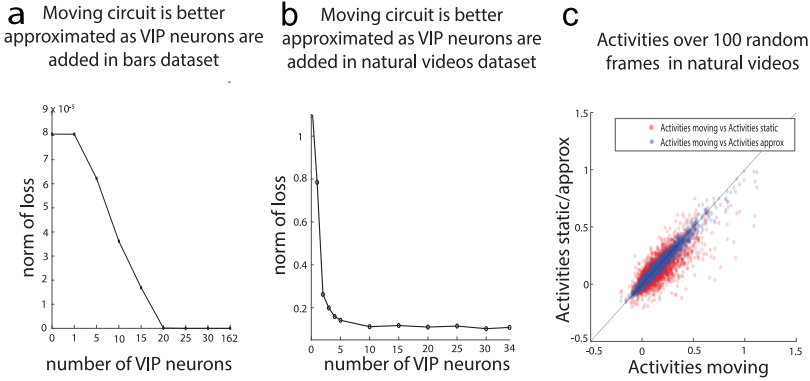 a
Moving circuit is better
approximated as VIP neurons are
added in bars dataset
9 x 10⁻⁵
8
7
6
5
4
3
2
1
0
norm of loss
0 1 5 10 15 20 25 30 162
number of VIP neurons
b
Moving circuit is better
approximated as VIP neurons are
added in natural videos dataset
1
0.8
0.6
0.4
0.2
norm of loss
0 5 10 15 20 25 30 34
number of VIP neurons
c
Activities over 100 random
frames in natural videos
1.5
1
0.5
0
-0.5
Activities static/approx
Activities moving vs Activities static
Activities moving vs Activities approx
-0.5 0 0.5 1 1.5
Activities moving